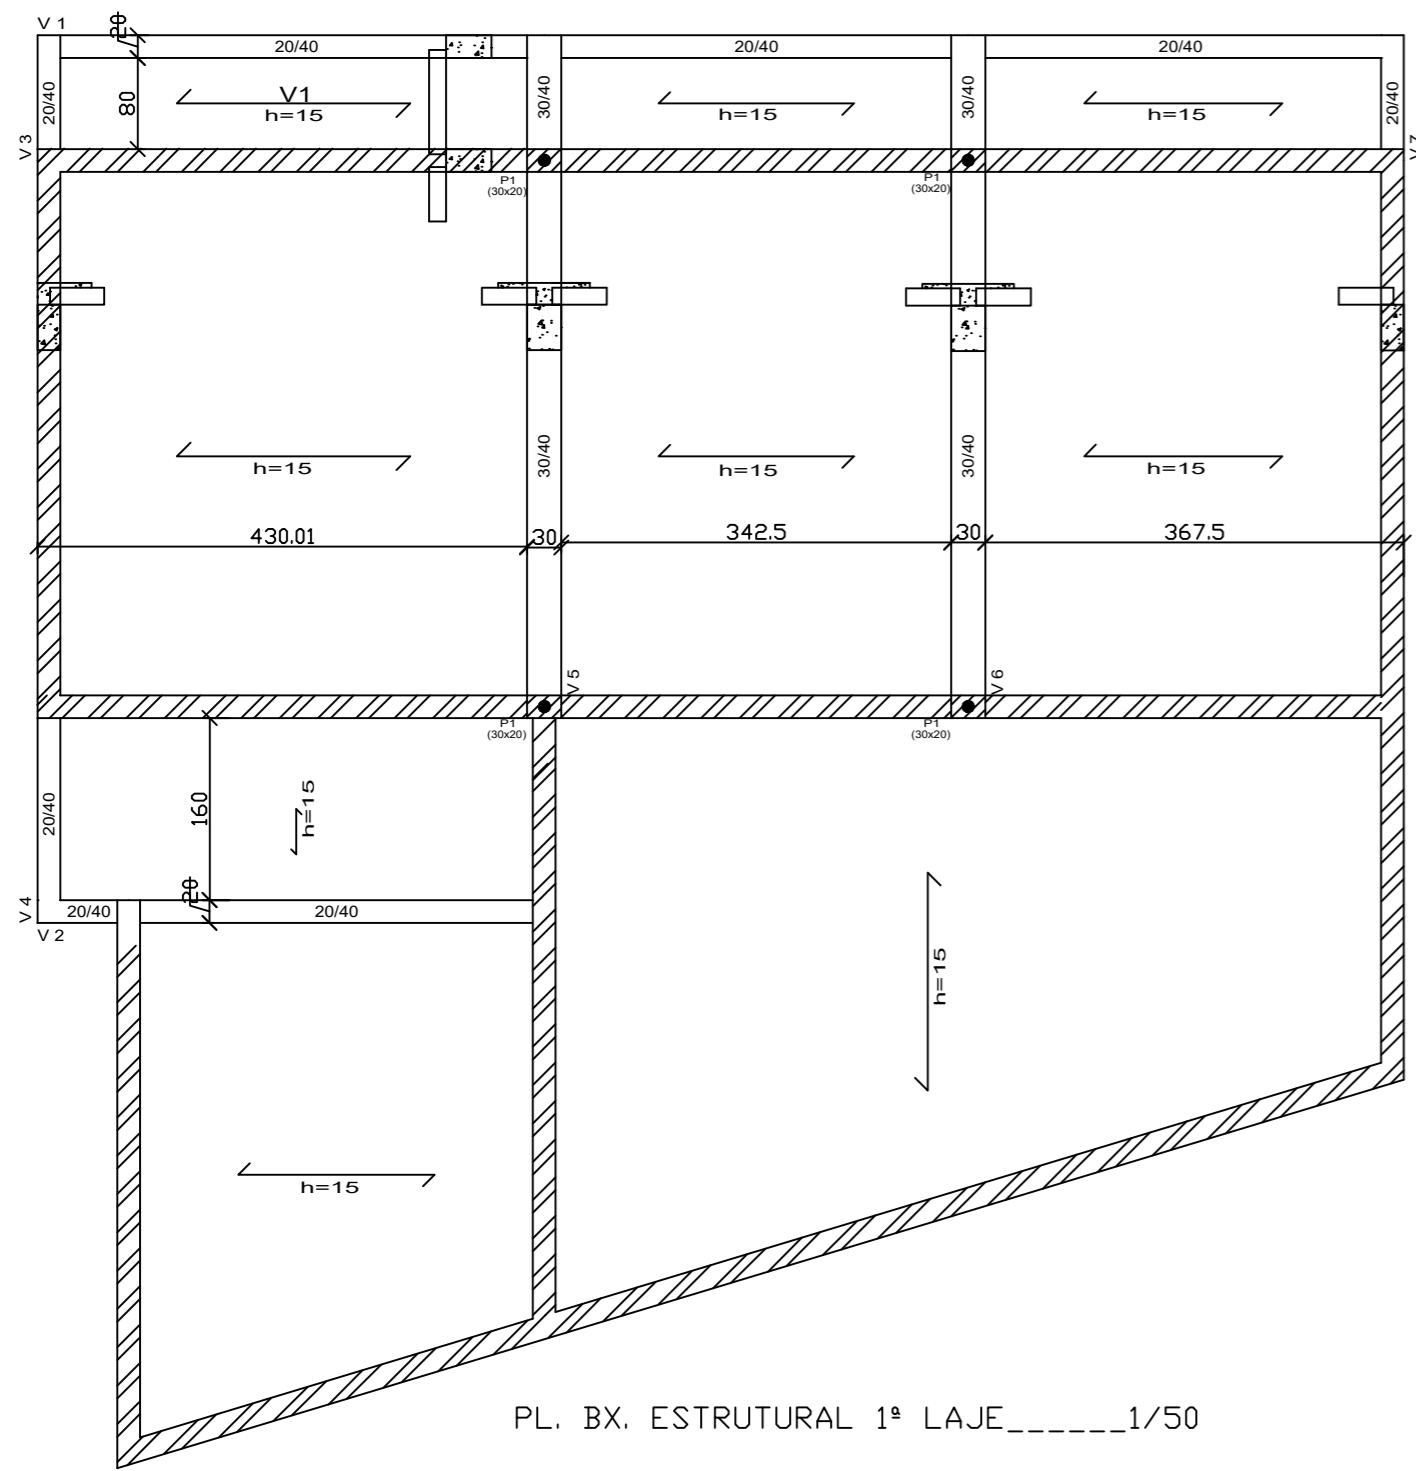 V 1
20
20/40
20/40
20/40
20/40
80
V1
h=15
30/40
h=15
30/40
h=15
20/40
V 3
V 7
P1
(30x20)
P1
(30x20)
30/40
30/40
h=15
h=15
h=15
430.01
30
342.5
30
367.5
V 5
V 6
P1
(30x20)
P1
(30x20)
20/40
160
h=15
20
V 4
20/40
20/40
V 2
h=15
h=15
PL. BX. ESTRUTURAL 1ª LAJE______1/50